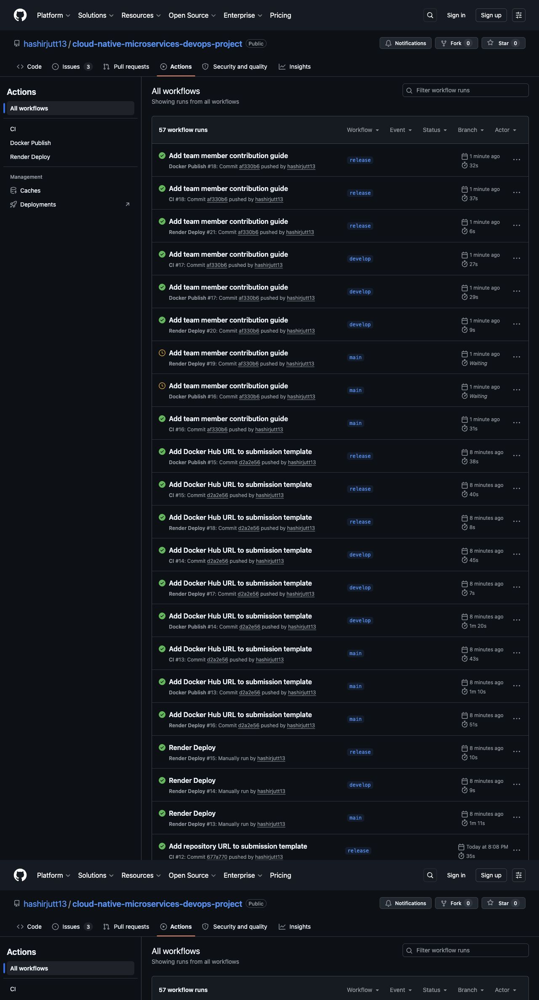 Platform Solutions Resources Open Source Enterprise Pricing Sign in Sign up
hashirjutt13 / cloud-native-microservices-devops-project Public Notifications Fork 0 Star 0
Code Issues 3 Pull requests Actions Security and quality Insights
Actions
All workflows
CI
Docker Publish
Render Deploy
Management
Caches
Deployments
All workflows
Filter workflow runs
Showing runs from all workflows
57 workflow runs Workflow Event Status Branch Actor
Add team member contribution guide
Docker Publish #18: Commit af330b6 pushed by hashirjutt13
release
1 minute ago
32s
Add team member contribution guide
CI #18: Commit af330b6 pushed by hashirjutt13
release
1 minute ago
37s
Add team member contribution guide
Render Deploy #21: Commit af330b6 pushed by hashirjutt13
release
1 minute ago
6s
Add team member contribution guide
CI #17: Commit af330b6 pushed by hashirjutt13
develop
1 minute ago
27s
Add team member contribution guide
Docker Publish #17: Commit af330b6 pushed by hashirjutt13
develop
1 minute ago
29s
Add team member contribution guide
Render Deploy #20: Commit af330b6 pushed by hashirjutt13
develop
1 minute ago
9s
Add team member contribution guide
Render Deploy #19: Commit af330b6 pushed by hashirjutt13
main
1 minute ago
Waiting
Add team member contribution guide
Docker Publish #16: Commit af330b6 pushed by hashirjutt13
main
1 minute ago
Waiting
Add team member contribution guide
CI #16: Commit af330b6 pushed by hashirjutt13
main
1 minute ago
31s
Add Docker Hub URL to submission template
Docker Publish #15: Commit d2a2e56 pushed by hashirjutt13
release
8 minutes ago
38s
Add Docker Hub URL to submission template
CI #15: Commit d2a2e56 pushed by hashirjutt13
release
8 minutes ago
40s
Add Docker Hub URL to submission template
Render Deploy #18: Commit d2a2e56 pushed by hashirjutt13
release
8 minutes ago
8s
Add Docker Hub URL to submission template
CI #14: Commit d2a2e56 pushed by hashirjutt13
develop
8 minutes ago
45s
Add Docker Hub URL to submission template
Render Deploy #17: Commit d2a2e56 pushed by hashirjutt13
develop
8 minutes ago
7s
Add Docker Hub URL to submission template
Docker Publish #14: Commit d2a2e56 pushed by hashirjutt13
develop
8 minutes ago
1m 20s
Add Docker Hub URL to submission template
CI #13: Commit d2a2e56 pushed by hashirjutt13
main
8 minutes ago
43s
Add Docker Hub URL to submission template
Docker Publish #13: Commit d2a2e56 pushed by hashirjutt13
main
8 minutes ago
1m 10s
Add Docker Hub URL to submission template
Render Deploy #16: Commit d2a2e56 pushed by hashirjutt13
main
8 minutes ago
51s
Render Deploy
Render Deploy #15: Manually run by hashirjutt13
release
8 minutes ago
10s
Render Deploy
Render Deploy #14: Manually run by hashirjutt13
develop
8 minutes ago
9s
Render Deploy
Render Deploy #13: Manually run by hashirjutt13
main
8 minutes ago
1m 11s
Add repository URL to submission template
CI #12: Commit 677a770 pushed by hashirjutt13
release
Today at 8:08 PM
35s
Platform Solutions Resources Open Source Enterprise Pricing Sign in Sign up
hashirjutt13 / cloud-native-microservices-devops-project Public Notifications Fork 0 Star 0
Code Issues 3 Pull requests Actions Security and quality Insights
Actions
All workflows
CI
All workflows
Filter workflow runs
Showing runs from all workflows
57 workflow runs Workflow Event Status Branch Actor